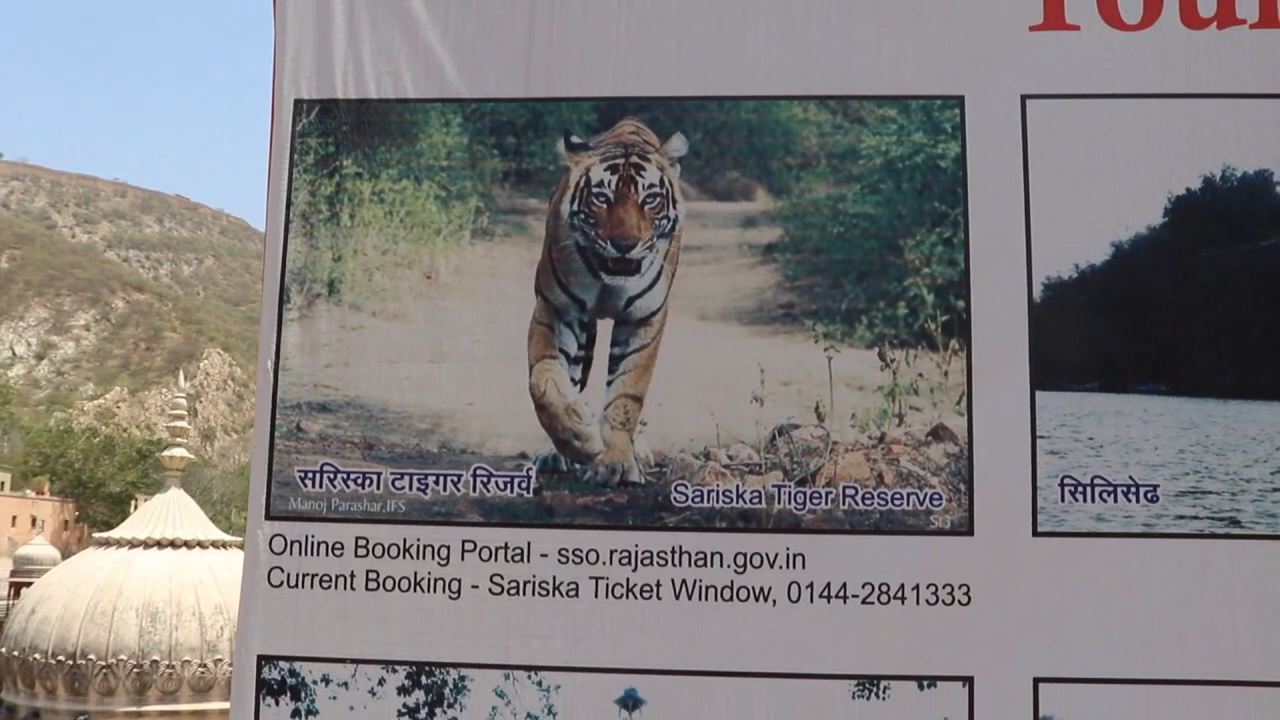 सरिस्का टाइगर रिजर्व
Sariska Tiger Reserve
Manoj Parashar,IFS
St3
Online Booking Portal - sso.rajasthan.gov.in
Current Booking - Sariska Ticket Window, 0144-2841333
सिलिसेढ